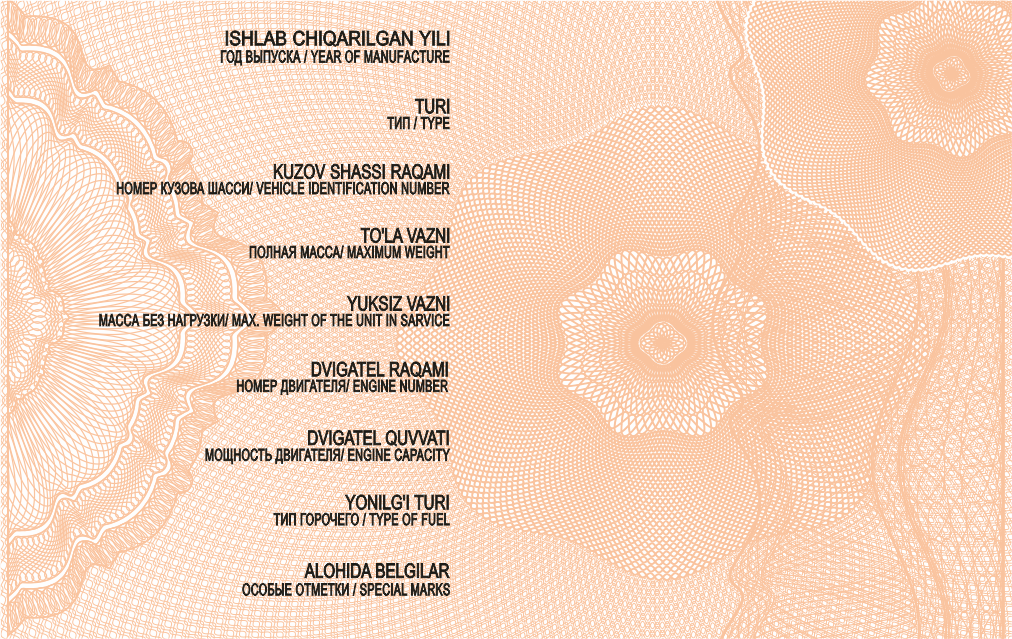 ISHLAB CHIQARILGAN YILI
ГОД ВЫПУСКА / YEAR OF MANUFACTURE
TURI
ТИП / TYPE
KUZOV SHASSI RAQAMI
НОМЕР КУЗОВА ШАССИ/ VEHICLE IDENTIFICATION NUMBER
TO'LA VAZNI
ПОЛНАЯ МАССА/ MAXIMUM WEIGHT
YUKSIZ VAZNI
МАССА БЕЗ НАГРУЗКИ/ MAX. WEIGHT OF THE UNIT IN SARVICE
DVIGATEL RAQAMI
НОМЕР ДВИГАТЕЛЯ/ ENGINE NUMBER
DVIGATEL QUVVATI
МОЩНОСТЬ ДВИГАТЕЛЯ/ ENGINE CAPACITY
YONILG'I TURI
ТИП ГОРОЧЕГО / TYPE OF FUEL
ALOHIDA BELGILAR
ОСОБЫЕ ОТМЕТКИ / SPECIAL MARKS